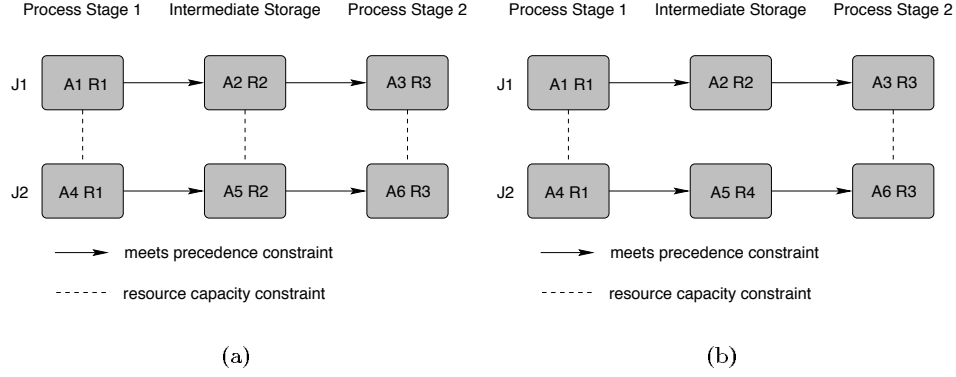 Process Stage 1 Intermediate Storage Process Stage 2
J1 A1 R1 A2 R2 A3 R3
J2 A4 R1 A5 R2 A6 R3
meets precedence constraint
resource capacity constraint
(a)
Process Stage 1 Intermediate Storage Process Stage 2
J1 A1 R1 A2 R2 A3 R3
J2 A4 R1 A5 R4 A6 R3
meets precedence constraint
resource capacity constraint
(b)